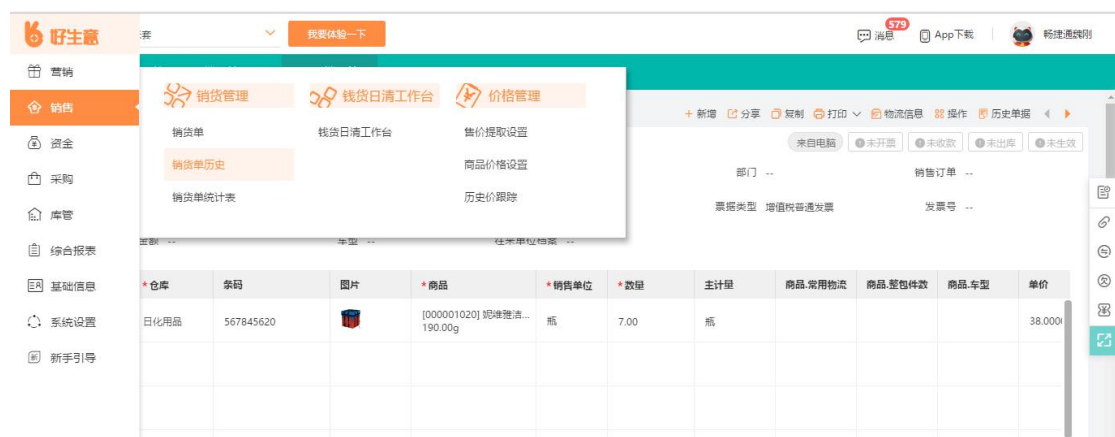 好生意
套
我要体验一下
579
消息
App下载
畅捷通魏刚
营销
销售
资金
采购
库管
综合报表
基础信息
系统设置
新手引导
销货管理
钱货日清工作台
价格管理
销货单
钱货日清工作台
售价提取设置
销货单历史
商品价格设置
销货单统计表
历史价跟踪
+ 新增 分享 复制 打印 物流信息 操作 历史单据
来自电脑 未开票 未收款 未出库 未生效
部门 -- 销售订单 --
票据类型 增值税普通发票 发票号 --
金额 -- 车型 -- 往来单位档案 --
*仓库 条码 图片 *商品 *销售单位 *数量 主计量 商品.常用物流 商品.整包件数 商品.车型 单价
日化用品 567845620 [000001020] 妮维雅洁... 瓶 7.00 瓶 38.000
190.00g